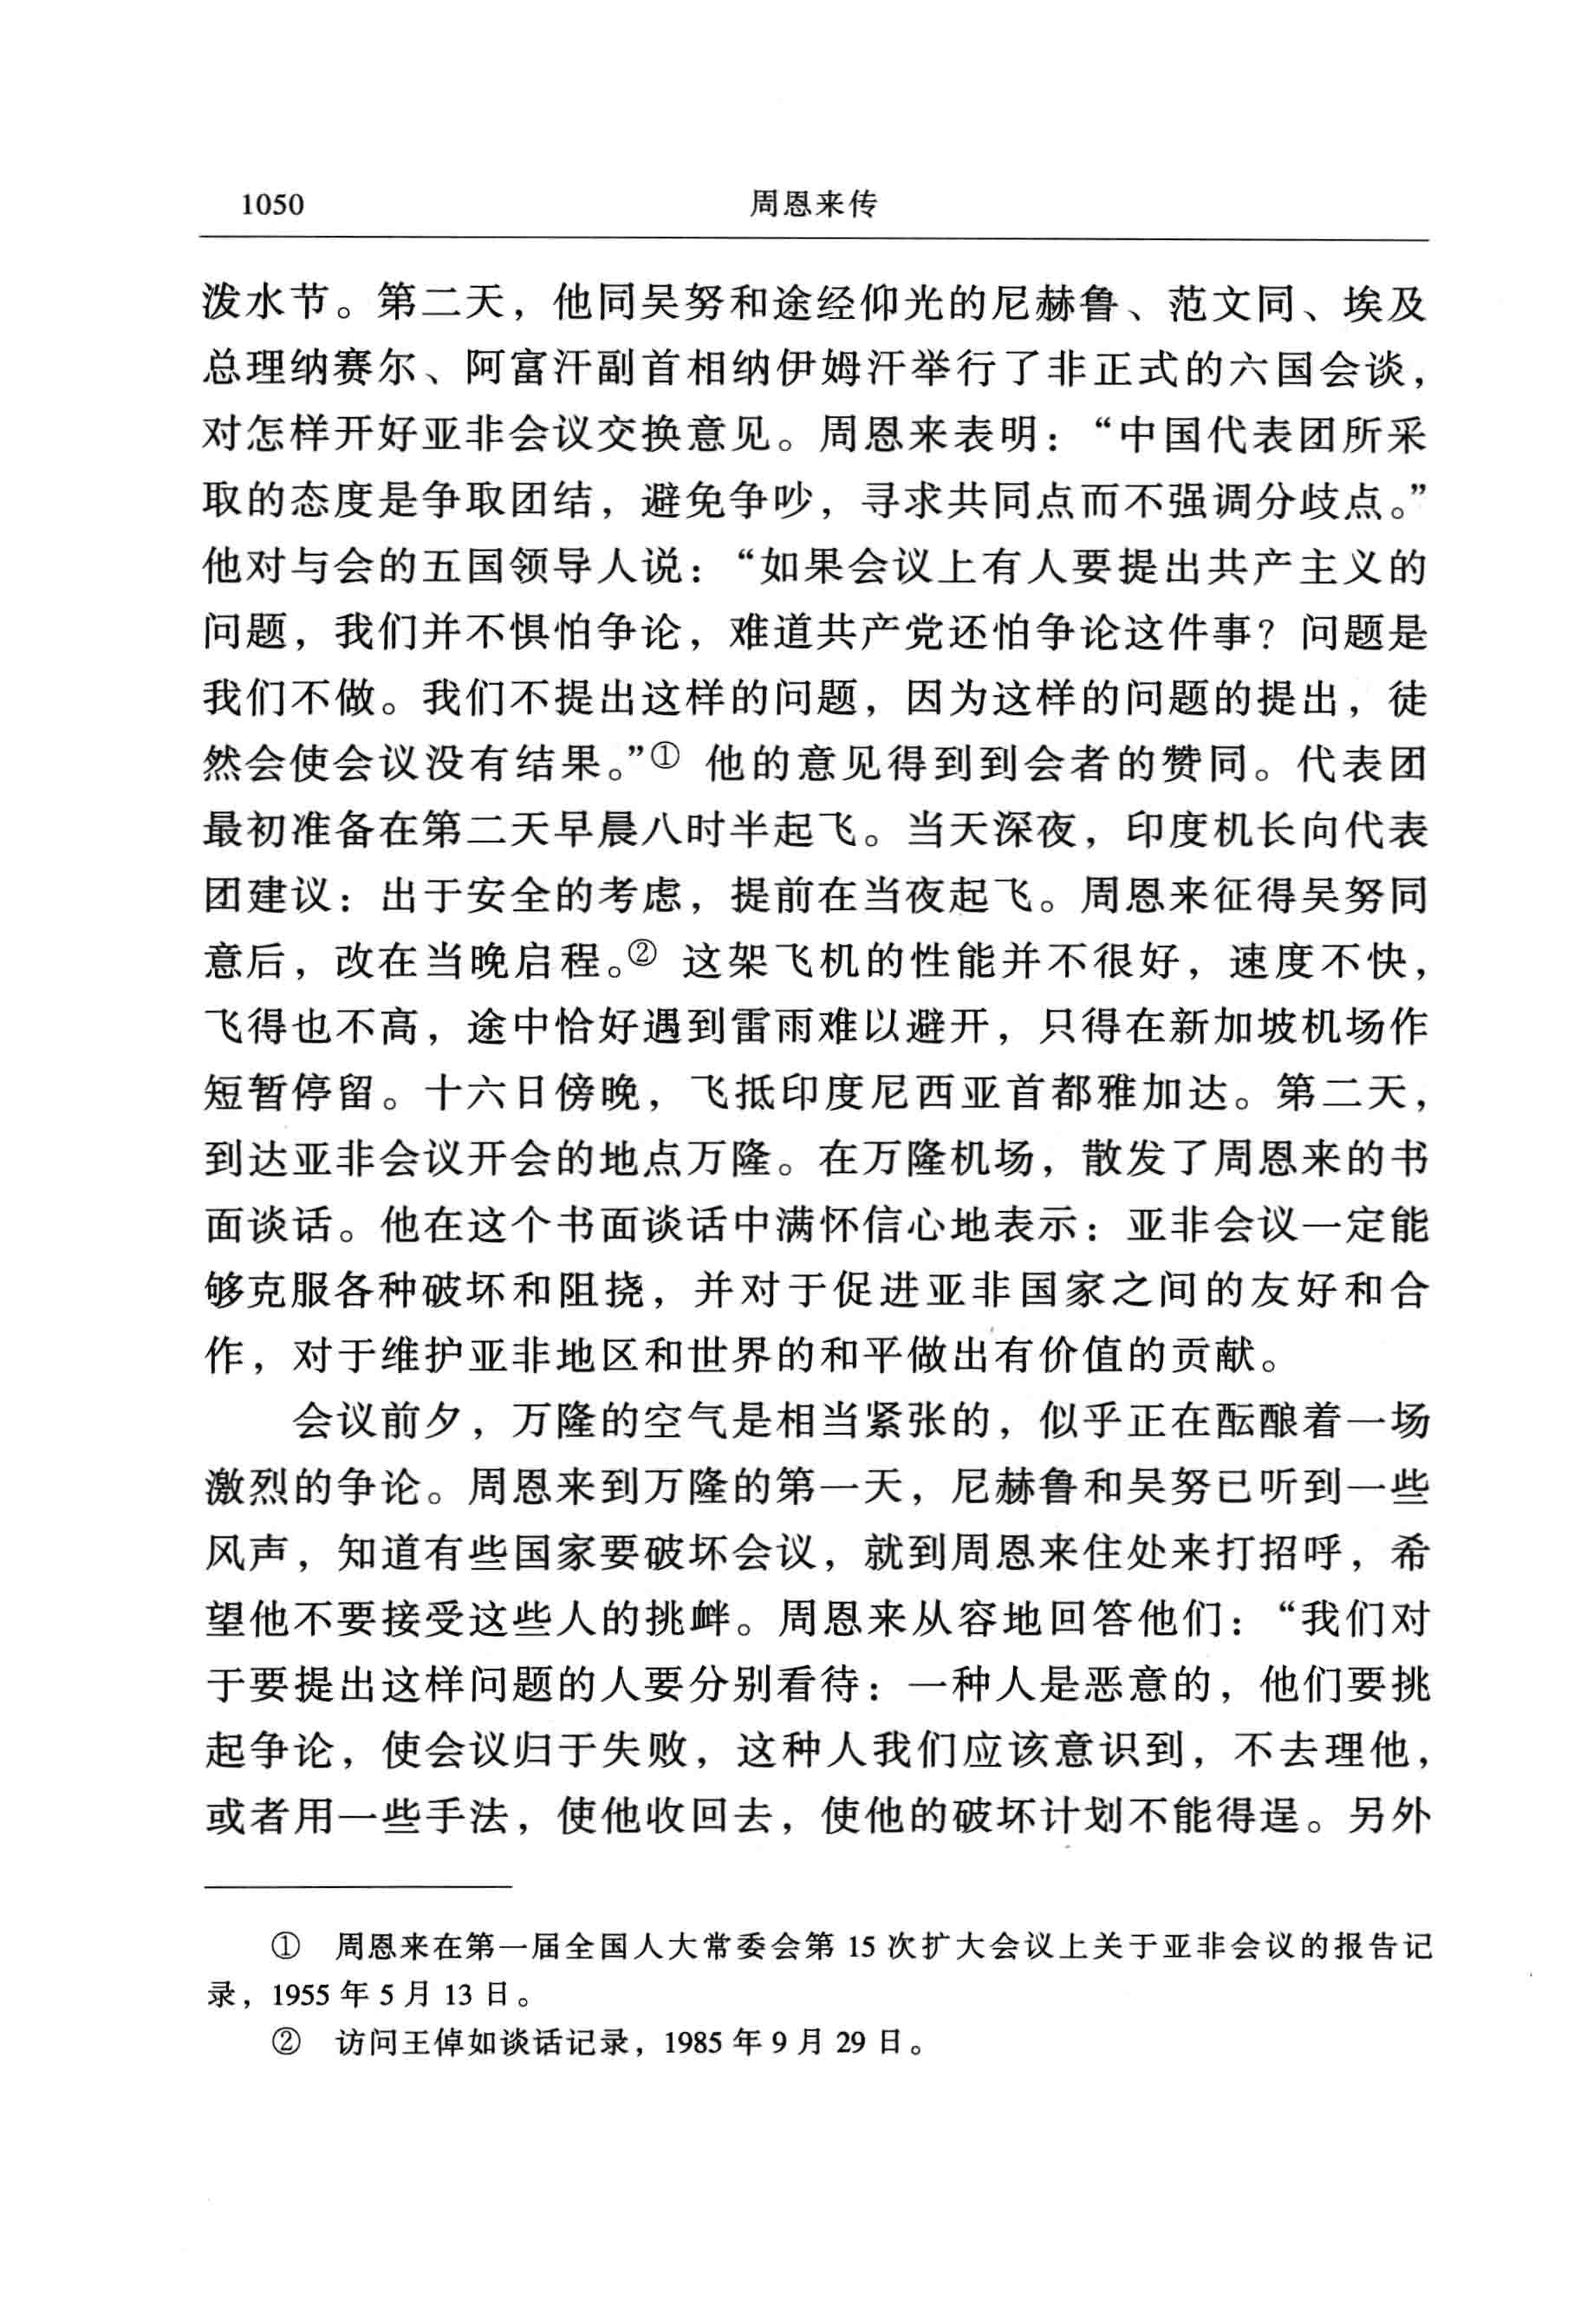 1050
周恩来传
泼水节。第二天，他同吴努和途经仰光的尼赫鲁、范文同、埃及
总理纳赛尔、阿富汗副首相纳伊姆汗举行了非正式的六国会谈，
对怎样开好亚非会议交换意见。周恩来表明：“中国代表团所采
取的态度是争取团结，避免争吵，寻求共同点而不强调分歧点。”
他对与会的五国领导人说：“如果会议上有人要提出共产主义的
问题，我们并不惧怕争论，难道共产党还怕争论这件事？问题是
我们不做。我们不提出这样的问题，因为这样的问题的提出，徒
然会使会议没有结果。”① 他的意见得到到会者的赞同。代表团
最初准备在第二天早晨八时半起飞。当天深夜，印度机长向代表
团建议：出于安全的考虑，提前在当夜起飞。周恩来征得吴努同
意后，改在当晚启程。② 这架飞机的性能并不很好，速度不快，
飞得也不高，途中恰好遇到雷雨难以避开，只得在新加坡机场作
短暂停留。十六日傍晚，飞抵印度尼西亚首都雅加达。第二天，
到达亚非会议开会的地点万隆。在万隆机场，散发了周恩来的书
面谈话。他在这个书面谈话中满怀信心地表示：亚非会议一定能
够克服各种破坏和阻挠，并对于促进亚非国家之间的友好和合
作，对于维护亚非地区和世界的和平做出有价值的贡献。
会议前夕，万隆的空气是相当紧张的，似乎正在酝酿着一场
激烈的争论。周恩来到万隆的第一天，尼赫鲁和吴努已听到一些
风声，知道有些国家要破坏会议，就到周恩来住处来打招呼，希
望他不要接受这些人的挑衅。周恩来从容地回答他们：“我们对
于要提出这样问题的人要分别看待：一种人是恶意的，他们要挑
起争论，使会议归于失败，这种人我们应该意识到，不去理他，
或者用一些手法，使他收回去，使他的破坏计划不能得逞。另外
① 周恩来在第一届全国人大常委会第 15 次扩大会议上关于亚非会议的报告记
录，1955 年 5 月 13 日。
② 访问王倬如谈话记录，1985 年 9 月 29 日。